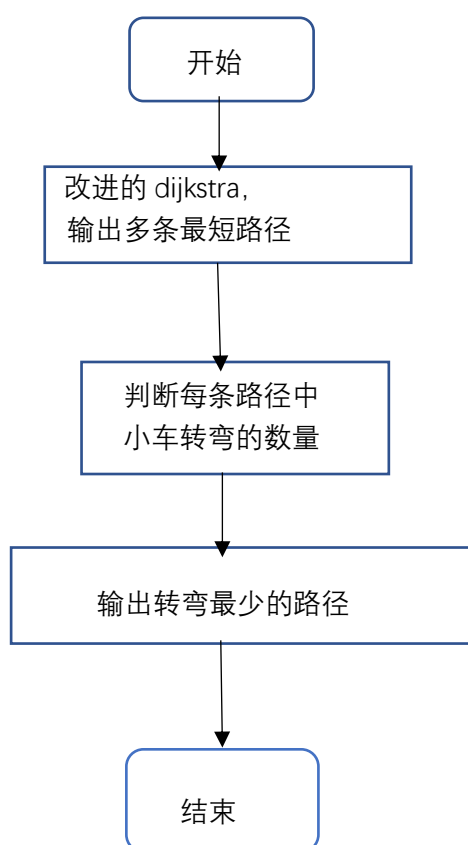 开始
改进的 dijkstra，
输出多条最短路径
判断每条路径中
小车转弯的数量
输出转弯最少的路径
结束